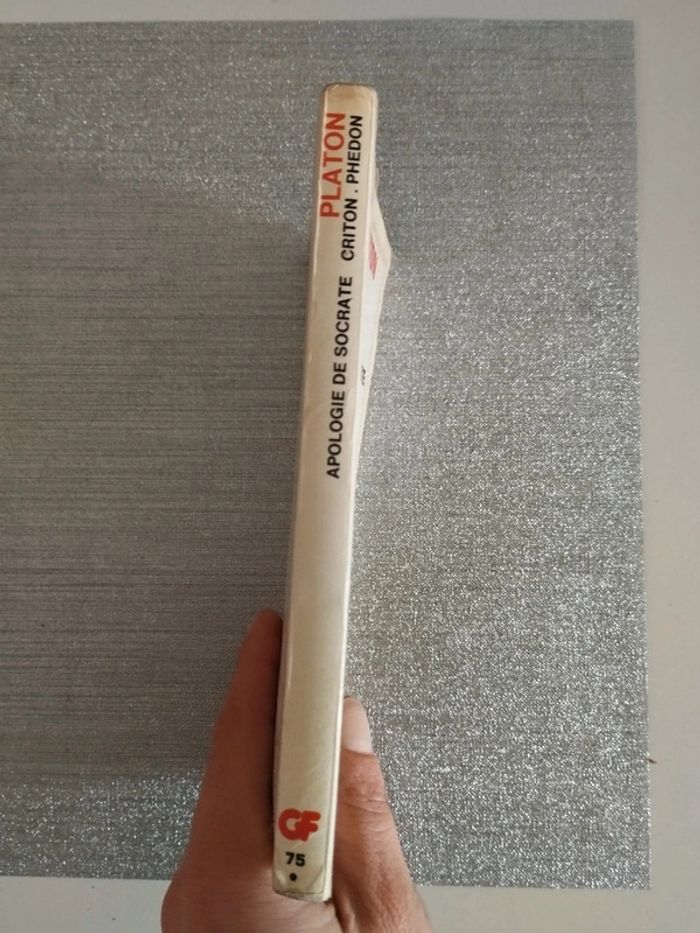 PLATON
APOLOGIE DE SOCRATE CRITON . PHEDON
GF
75